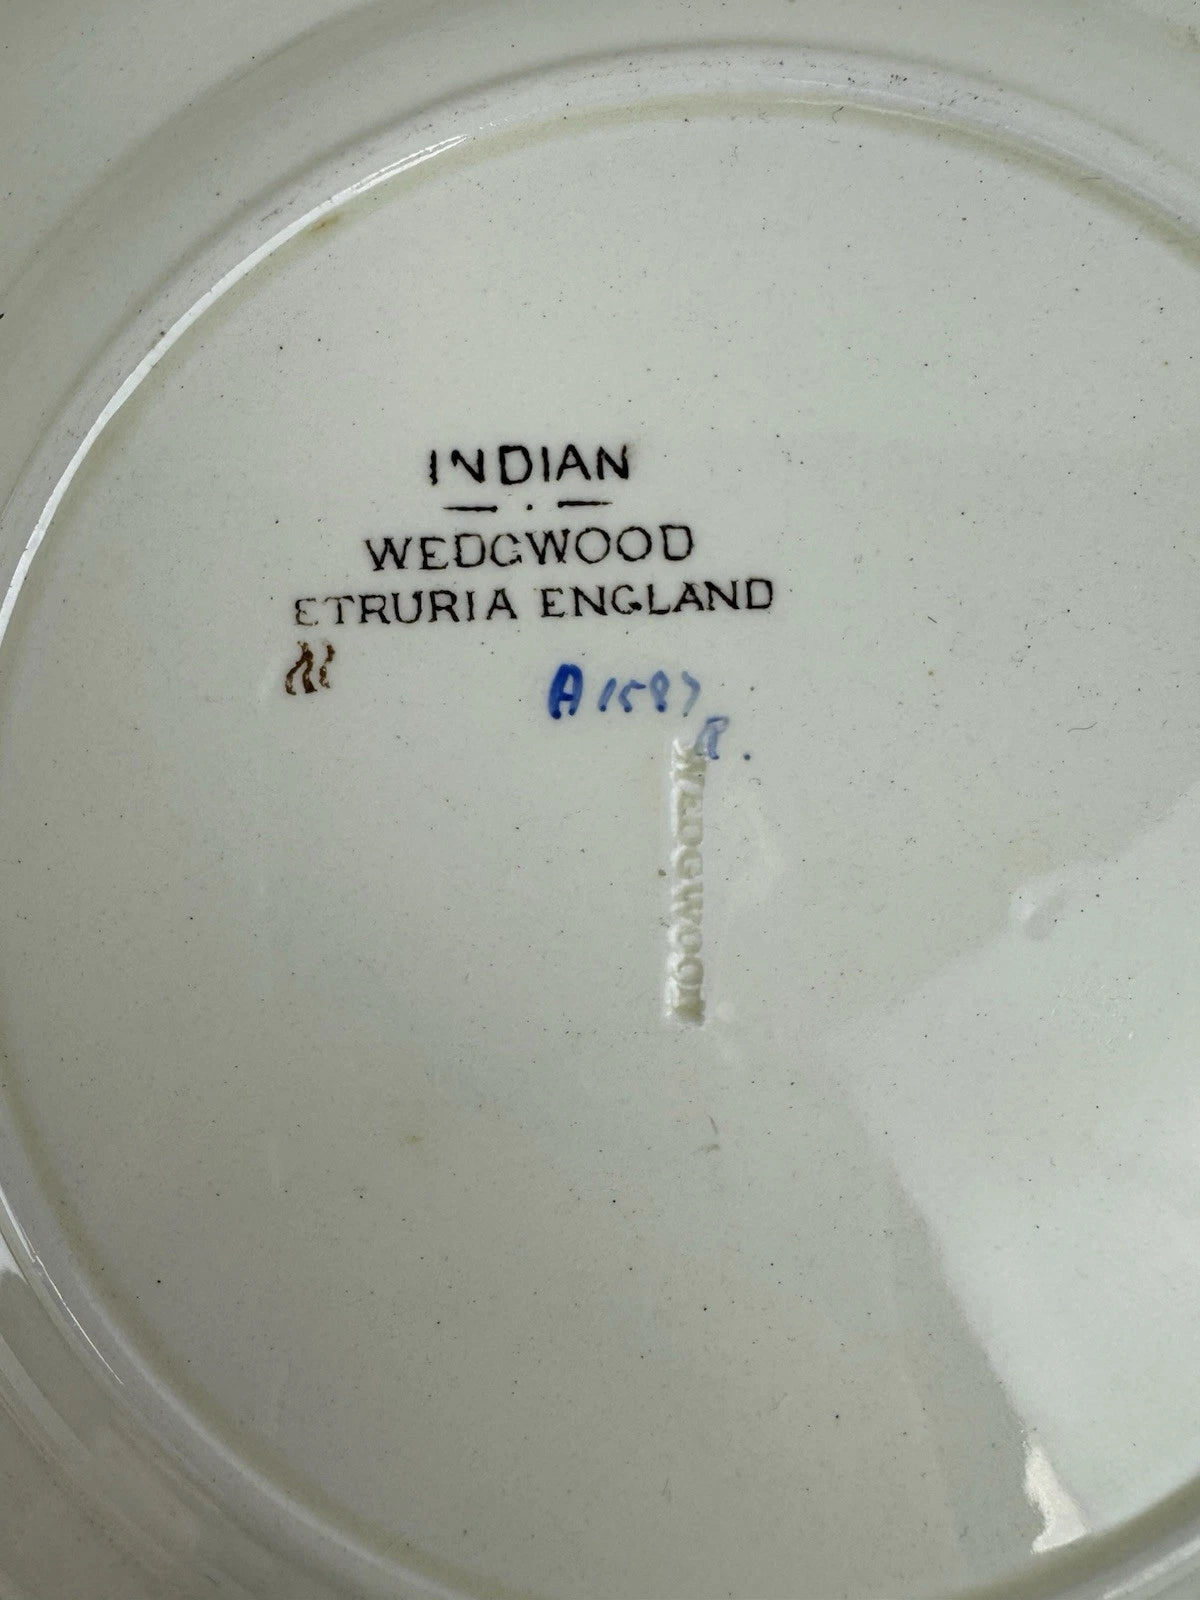 INDIAN
WEDGWOOD
ETRURIA ENGLAND
A1587
R.
WEDGWOOD